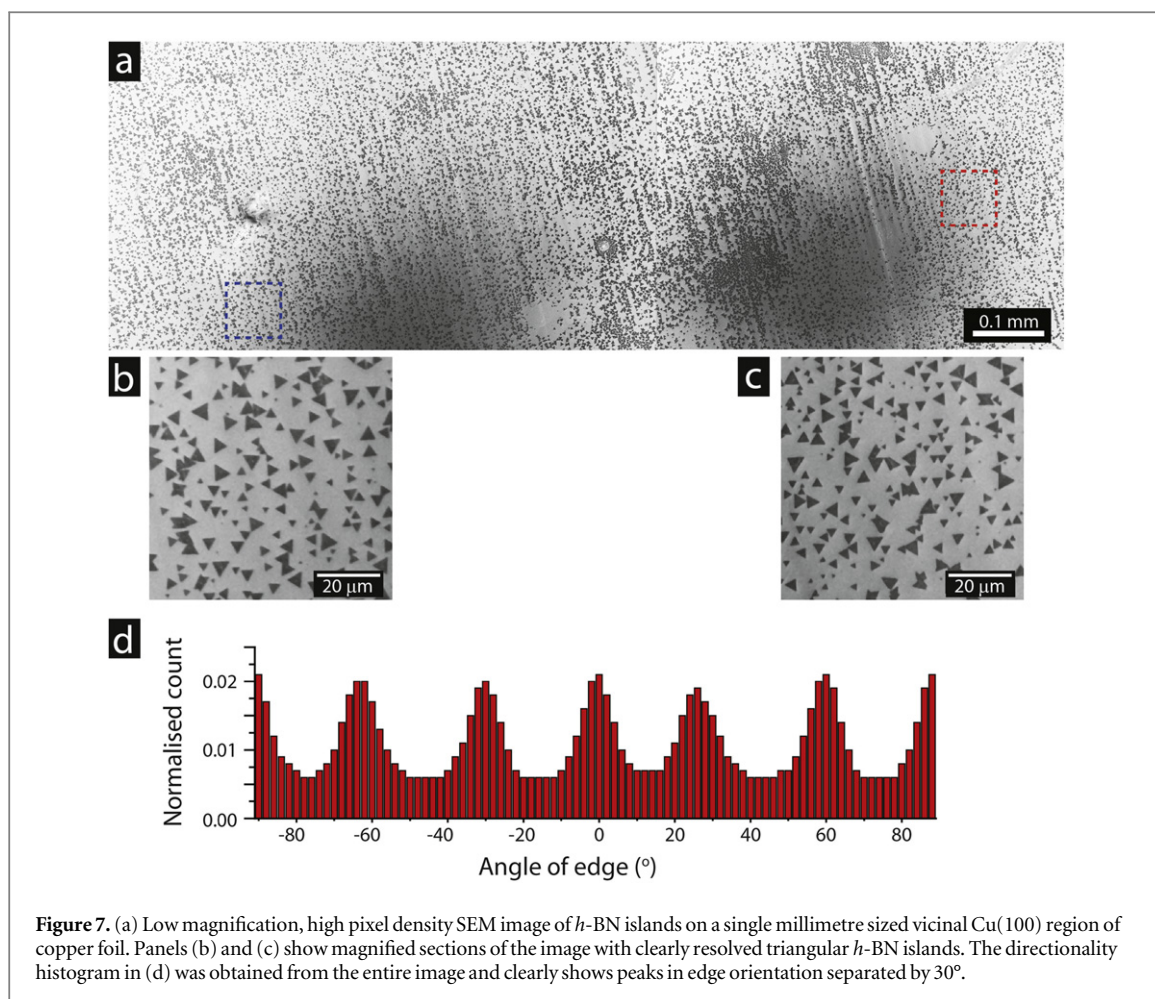 a
0.1 mm
b
c
20 μm
20 μm
d
Normalised count
0.02
0.01
0.00
-80
-60
-40
-20
0
20
40
60
80
Angle of edge (º)
Figure 7. (a) Low magnification, high pixel density SEM image of h-BN islands on a single millimetre sized vicinal Cu(100) region of
copper foil. Panels (b) and (c) show magnified sections of the image with clearly resolved triangular h-BN islands. The directionality
histogram in (d) was obtained from the entire image and clearly shows peaks in edge orientation separated by 30°.